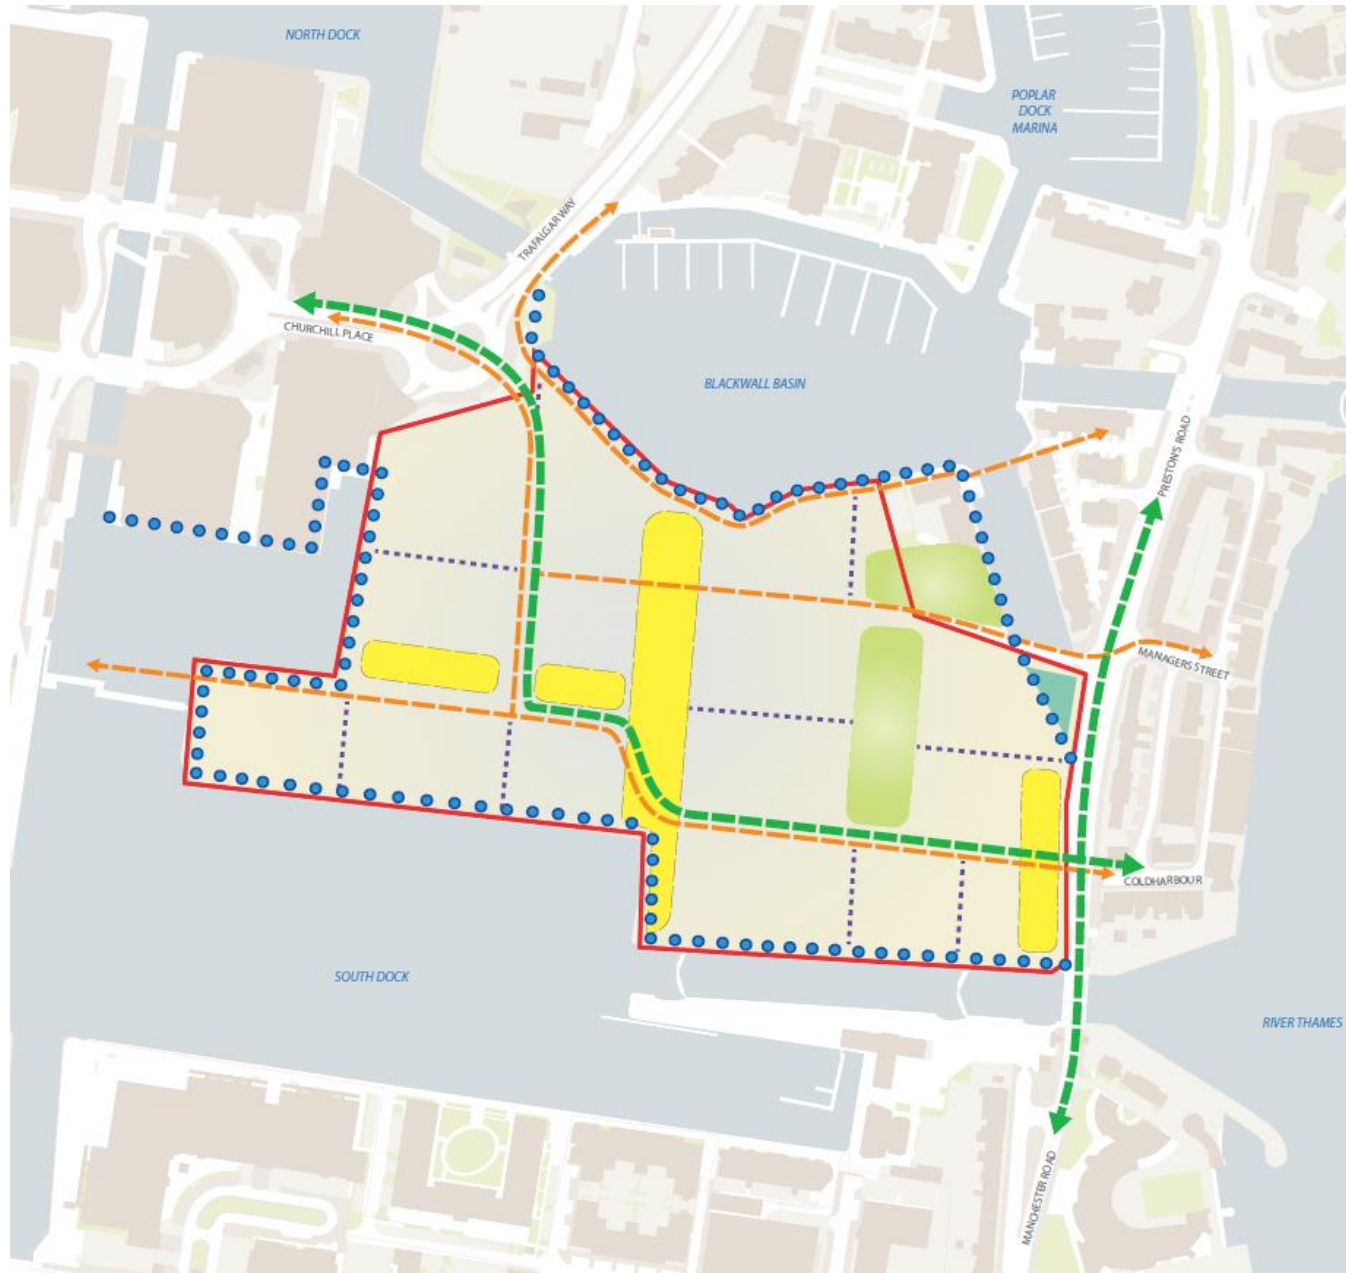 NORTH DOCK
POPLAR
DOCK
MARINA
TRAFALGAR WAY
CHURCHILL PLACE
BLACKWALL BASIN
PRESTON'S ROAD
MANAGERS STREET
COLDHARBOUR
SOUTH DOCK
RIVER THAMES
MANCHESTER ROAD